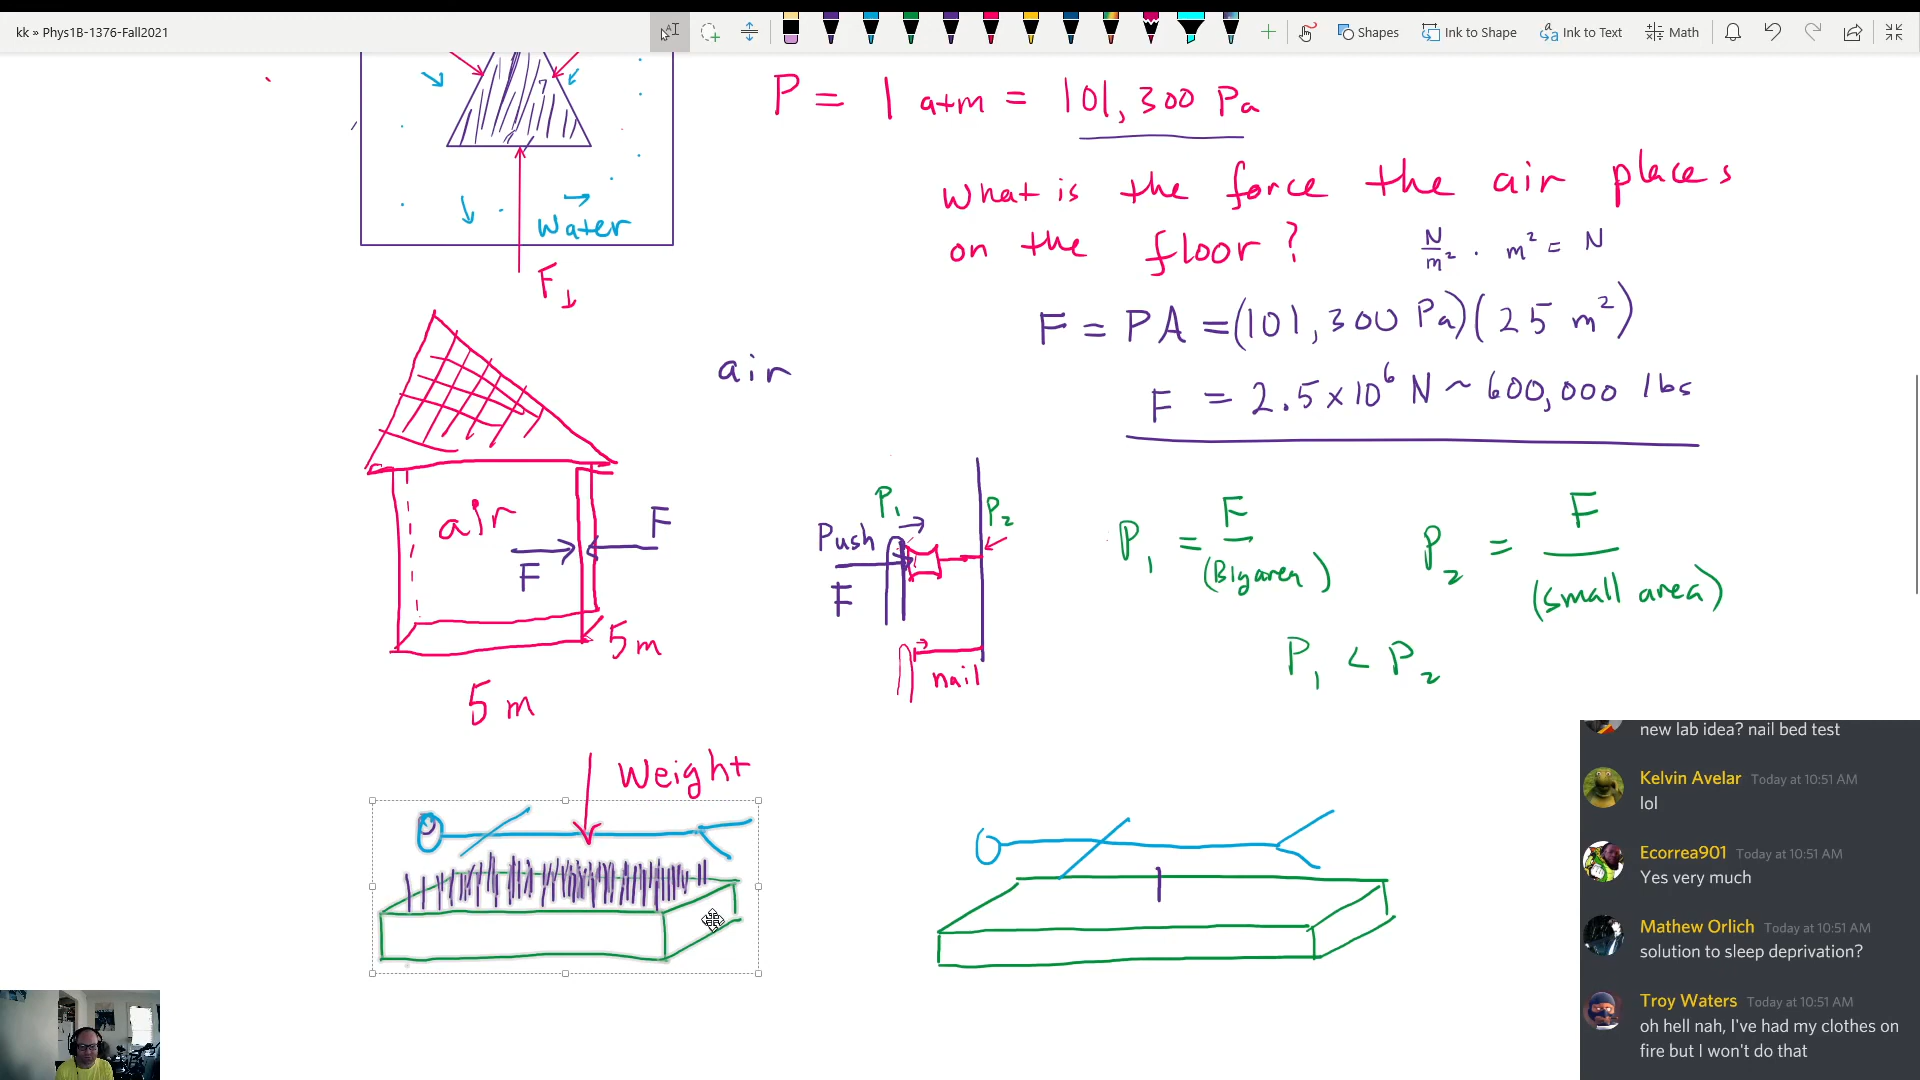 kk » Phys1B-1376-Fall2021
Shapes
Ink to Shape
Ink to Text
Math
P = 1 atm = 101,300 Pa
What is the force the air places
on the floor?
N/m² · m² = N
Water
F↓
F = PA = (101,300 Pa)(25 m²)
F = 2.5×10⁶ N ~ 600,000 lbs
air
air
F
F
5 m
5 m
P₁
P₂
Push
F
nail
P₁ = F/(Big area)
P₂ = F/(small area)
P₁ < P₂
Weight
new lab idea? nail bed test
Kelvin Avelar Today at 10:51 AM
lol
Ecorrea901 Today at 10:51 AM
Yes very much
Mathew Orlich Today at 10:51 AM
solution to sleep deprivation?
Troy Waters Today at 10:51 AM
oh hell nah, I've had my clothes on
fire but I won't do that